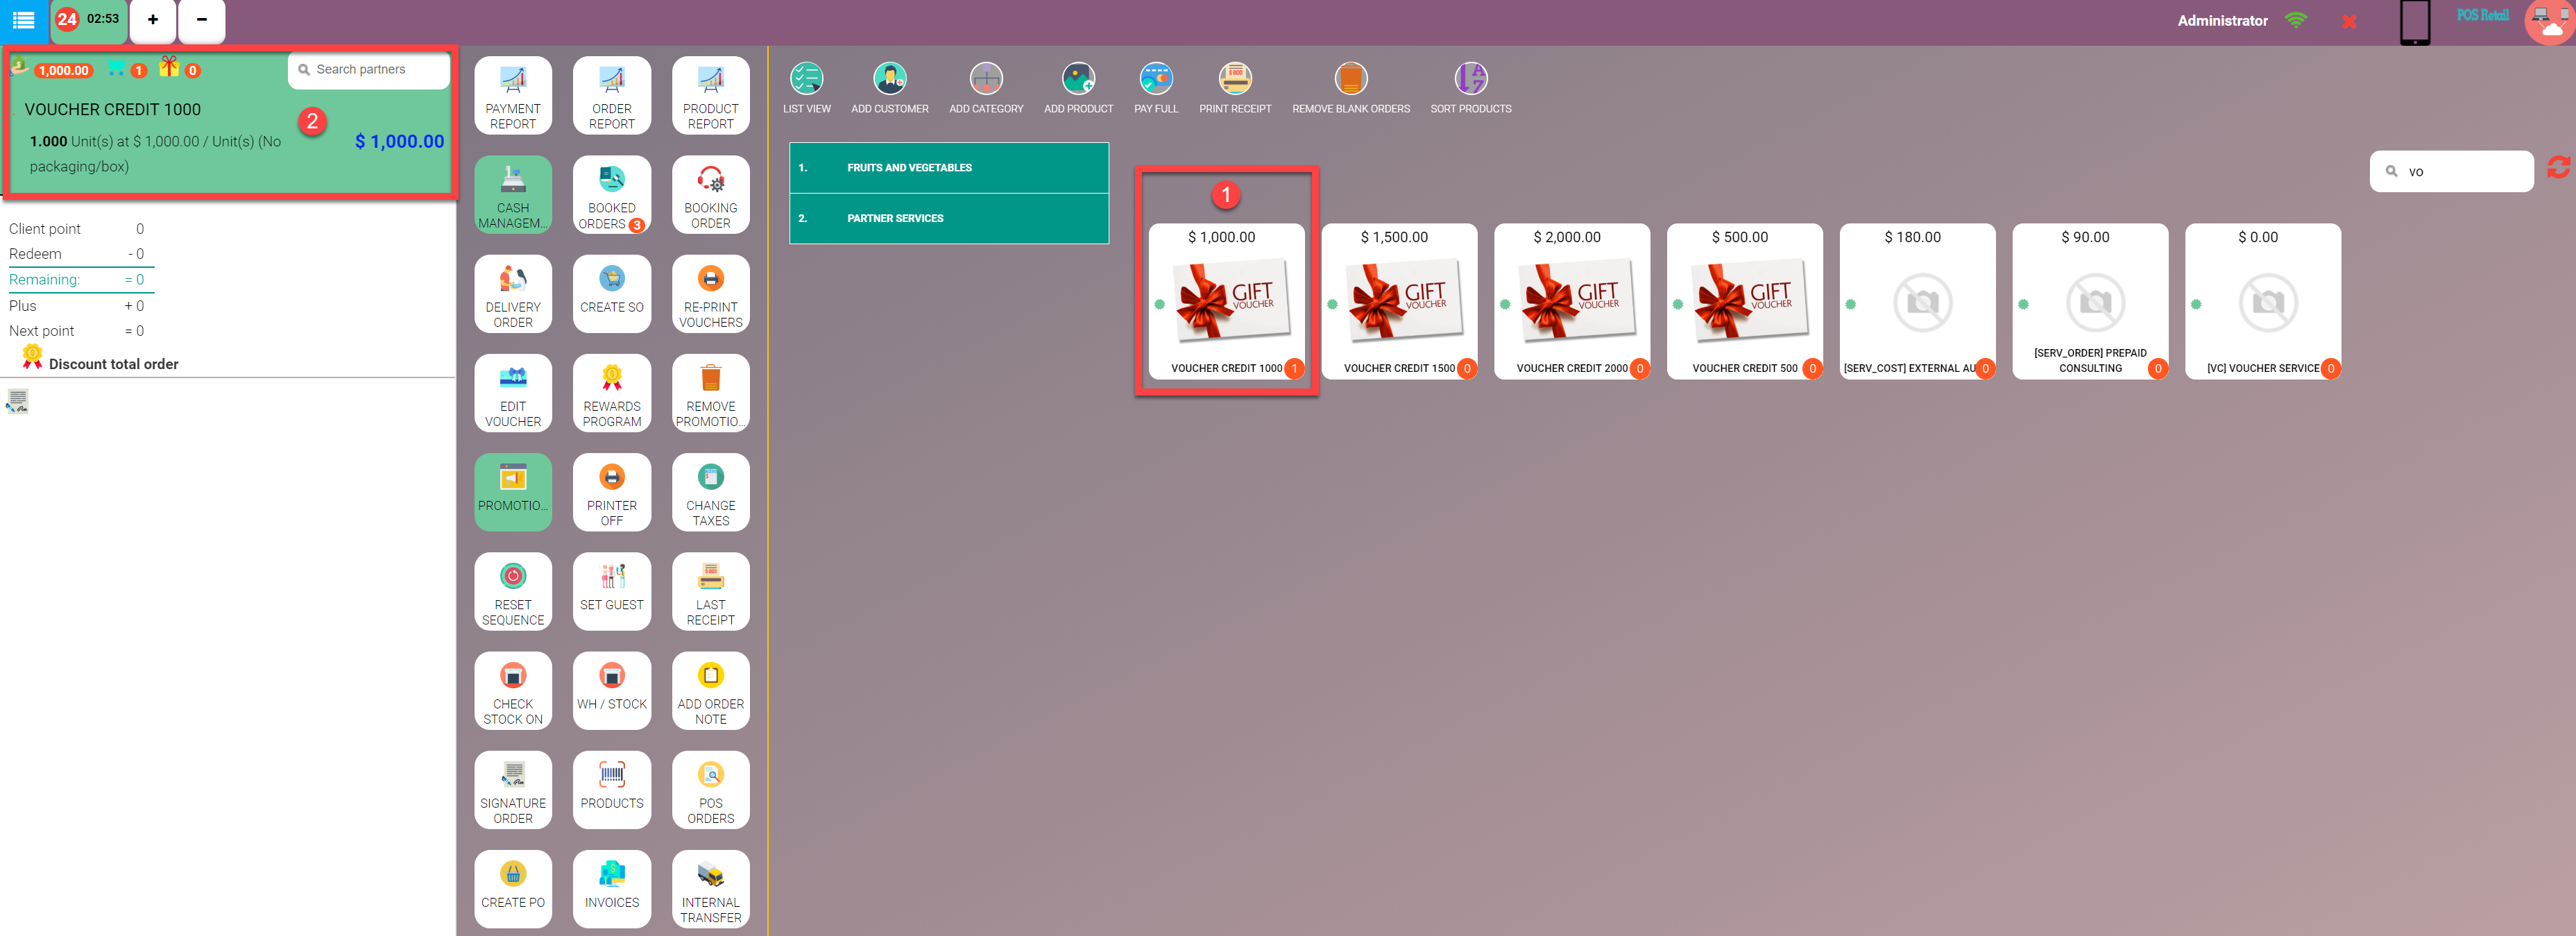 24 02:53
+
-
Administrator
POS Retail
1,000.00 1 0
Search partners
VOUCHER CREDIT 1000
2
1.000 Unit(s) at $ 1,000.00 / Unit(s) (No
packaging/box)
$ 1,000.00
Client point 0
Redeem - 0
Remaining: = 0
Plus + 0
Next point = 0
Discount total order
PAYMENT
REPORT
ORDER
REPORT
PRODUCT
REPORT
CASH
MANAGEM...
BOOKED
ORDERS 3
BOOKING
ORDER
DELIVERY
ORDER
CREATE SO
RE-PRINT
VOUCHERS
EDIT
VOUCHER
REWARDS
PROGRAM
REMOVE
PROMOTIO...
PROMOTIO...
PRINTER
OFF
CHANGE
TAXES
RESET
SEQUENCE
SET GUEST
LAST
RECEIPT
CHECK
STOCK ON
WH / STOCK
ADD ORDER
NOTE
SIGNATURE
ORDER
PRODUCTS
POS
ORDERS
CREATE PO
INVOICES
INTERNAL
TRANSFER
LIST VIEW
ADD CUSTOMER
ADD CATEGORY
ADD PRODUCT
PAY FULL
PRINT RECEIPT
REMOVE BLANK ORDERS
SORT PRODUCTS
1. FRUITS AND VEGETABLES
2. PARTNER SERVICES
vo
1
$ 1,000.00
GIFT
VOUCHER
VOUCHER CREDIT 1000 1
$ 1,500.00
GIFT
VOUCHER
VOUCHER CREDIT 1500 0
$ 2,000.00
GIFT
VOUCHER
VOUCHER CREDIT 2000 0
$ 500.00
GIFT
VOUCHER
VOUCHER CREDIT 500 0
$ 180.00
[SERV_COST] EXTERNAL AU 0
$ 90.00
[SERV_ORDER] PREPAID
CONSULTING 0
$ 0.00
[VC] VOUCHER SERVICE 0